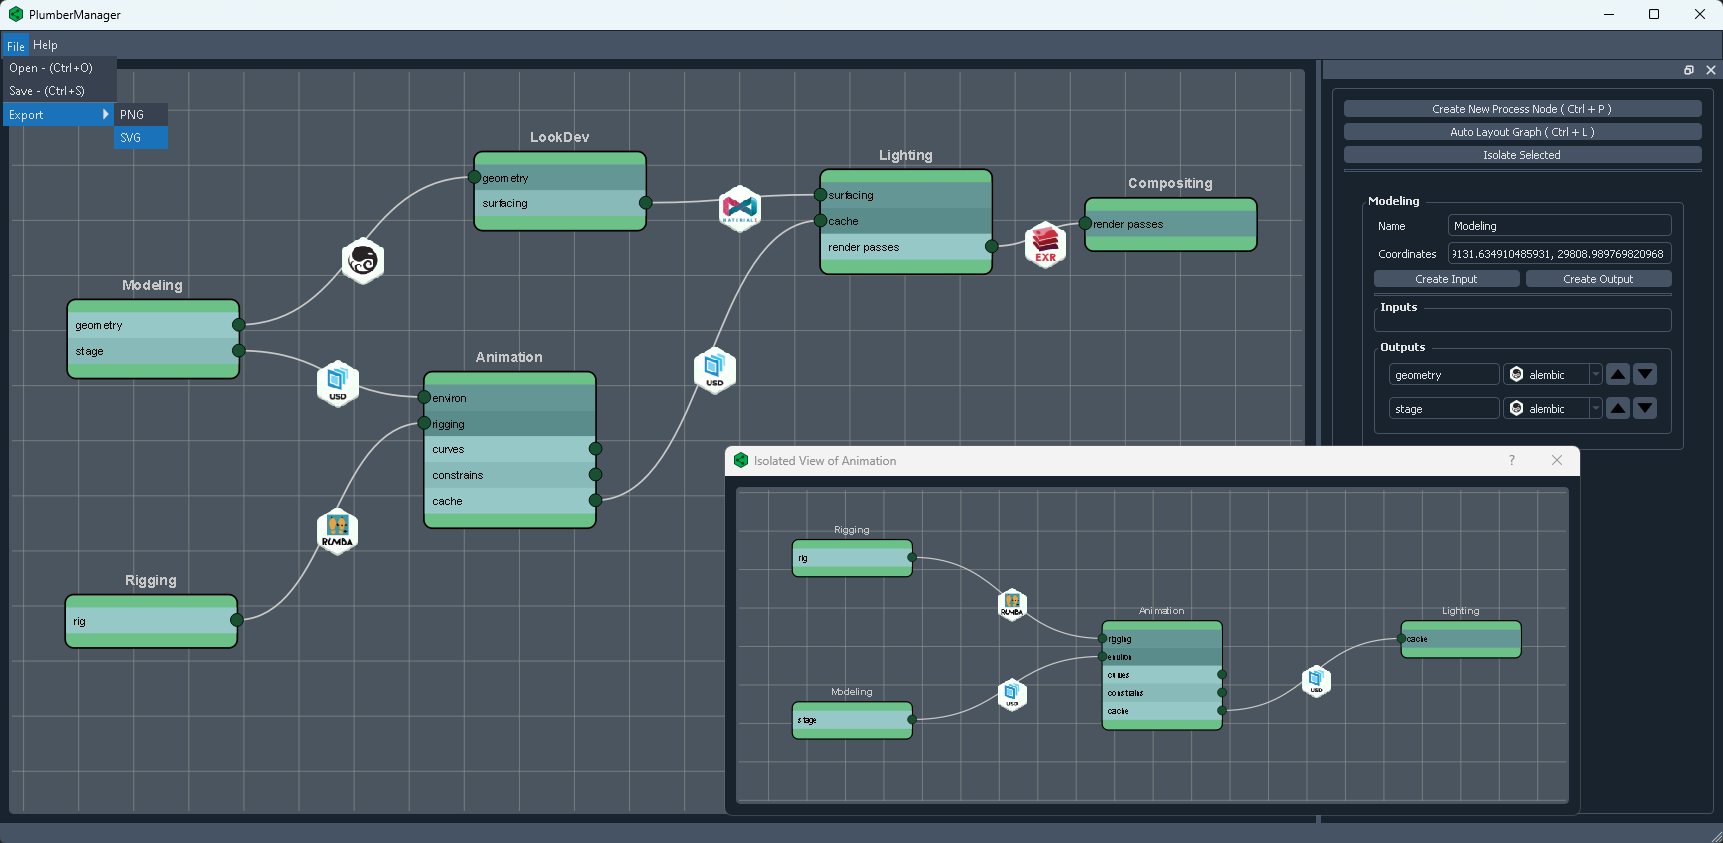 PlumberManager
File Help
Open - (Ctrl+O)
Save - (Ctrl+S)
Export
PNG
SVG
LookDev
geometry
surfacing
MATERIALX
Lighting
surfacing
cache
render passes
EXR
Compositing
render passes
Modeling
geometry
stage
USD
Animation
environ
rigging
curves
constrains
cache
USD
RUMBA
Rigging
rig
Create New Process Node ( Ctrl + P )
Auto Layout Graph ( Ctrl + L )
Isolate Selected
Modeling
Name Modeling
Coordinates 9131.634910485931, 29808.989769820968
Create Input Create Output
Inputs
Outputs
geometry alembic
stage alembic
Isolated View of Animation
?
Rigging
rig
RUMBA
Modeling
stage
USD
Animation
rigging
environ
curves
constrains
cache
USD
Lighting
cache